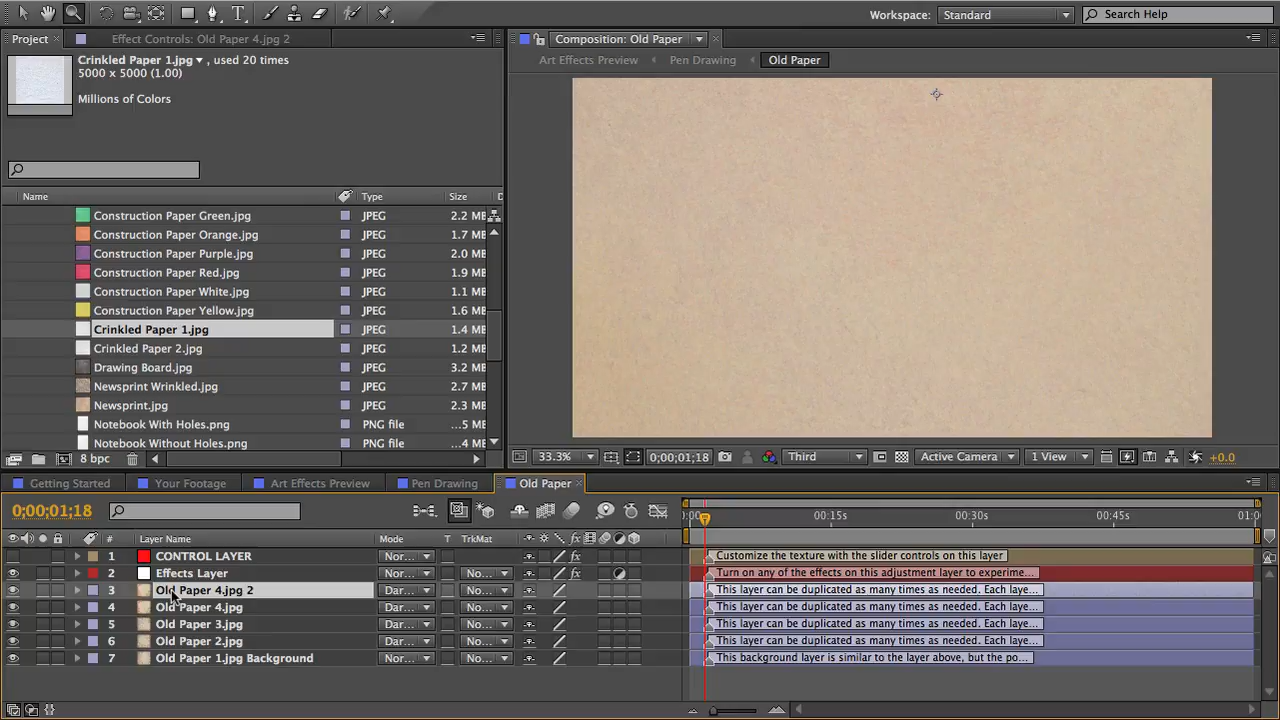 Workspace: Standard
Search Help
Project × Effect Controls: Old Paper 4.jpg 2
Composition: Old Paper ×
Crinkled Paper 1.jpg , used 20 times
5000 x 5000 (1.00)
Millions of Colors
Art Effects Preview Pen Drawing Old Paper
Name Type Size
Construction Paper Green.jpg JPEG 2.2 MB
Construction Paper Orange.jpg JPEG 1.7 MB
Construction Paper Purple.jpg JPEG 2.0 MB
Construction Paper Red.jpg JPEG 1.9 MB
Construction Paper White.jpg JPEG 1.1 MB
Construction Paper Yellow.jpg JPEG 1.6 MB
Crinkled Paper 1.jpg JPEG 1.4 MB
Crinkled Paper 2.jpg JPEG 1.2 MB
Drawing Board.jpg JPEG 3.2 MB
Newsprint Wrinkled.jpg JPEG 2.7 MB
Newsprint.jpg JPEG 2.3 MB
Notebook With Holes.png PNG file ...5 MB
Notebook Without Holes.png PNG file ...4 MB
8 bpc
33.3% 0;00;01;18 Third Active Camera 1 View +0.0
Getting Started Your Footage Art Effects Preview Pen Drawing Old Paper ×
0;00;01;18
0:00 00:15s 00:30s 00:45s 01:0
# Layer Name Mode T TrkMat
1 CONTROL LAYER Nor... Customize the texture with the slider controls on this layer
2 Effects Layer Nor... No... Turn on any of the effects on this adjustment layer to experime...
3 Old Paper 4.jpg 2 Dar... No... This layer can be duplicated as many times as needed. Each laye...
4 Old Paper 4.jpg Dar... No... This layer can be duplicated as many times as needed. Each laye...
5 Old Paper 3.jpg Dar... No... This layer can be duplicated as many times as needed. Each laye...
6 Old Paper 2.jpg Dar... No... This layer can be duplicated as many times as needed. Each laye...
7 Old Paper 1.jpg Background Nor... No... This background layer is similar to the layer above, but the po...